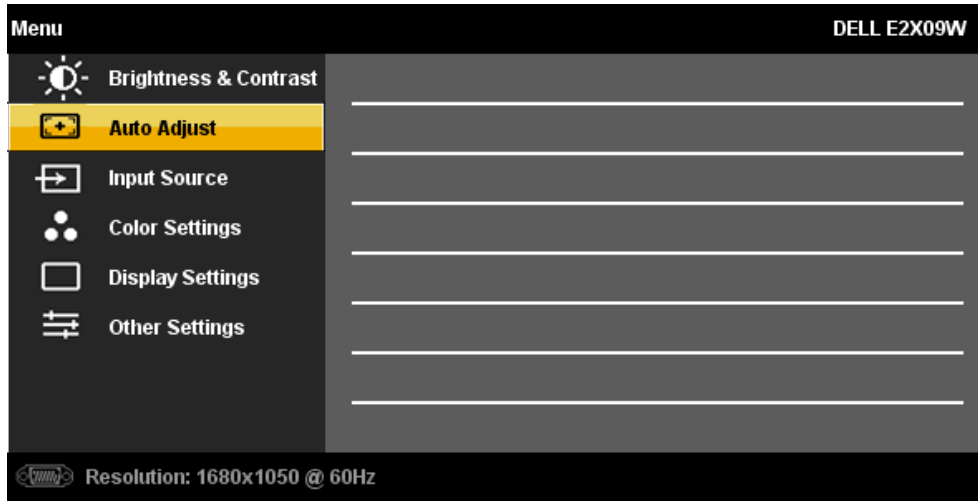 Menu DELL E2X09W
Brightness & Contrast
Auto Adjust
Input Source
Color Settings
Display Settings
Other Settings
Resolution: 1680x1050 @ 60Hz